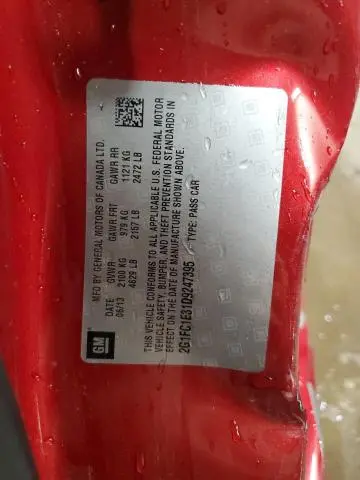 MFD BY GENERAL MOTORS OF CANADA LTD.
DATE GVWR GAWR FRT GAWR RR
06/13 2100 KG 979 KG 1121 KG
4629 LB 2157 LB 2472 LB
THIS VEHICLE CONFORMS TO ALL APPLICABLE U.S. FEDERAL MOTOR
VEHICLE SAFETY, BUMPER, AND THEFT PREVENTION STANDARDS IN
EFFECT ON THE DATE OF MANUFACTURE SHOWN ABOVE.
2G1FC1E31D9247395 TYPE: PASS CAR
GM